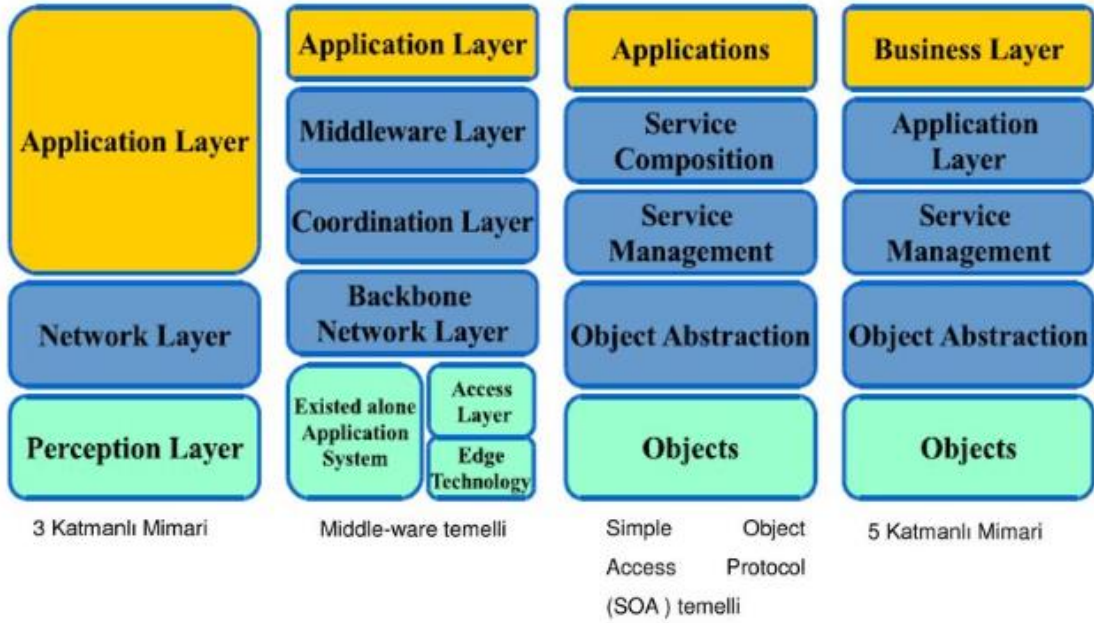 Application Layer
Network Layer
Perception Layer
3 Katmanlı Mimari
Application Layer
Middleware Layer
Coordination Layer
Backbone
Network Layer
Existed alone
Application
System
Access
Layer
Edge
Technology
Middle-ware temelli
Applications
Service
Composition
Service
Management
Object Abstraction
Objects
Simple Object
Access Protocol
(SOA ) temelli
Business Layer
Application
Layer
Service
Management
Object Abstraction
Objects
5 Katmanlı Mimari